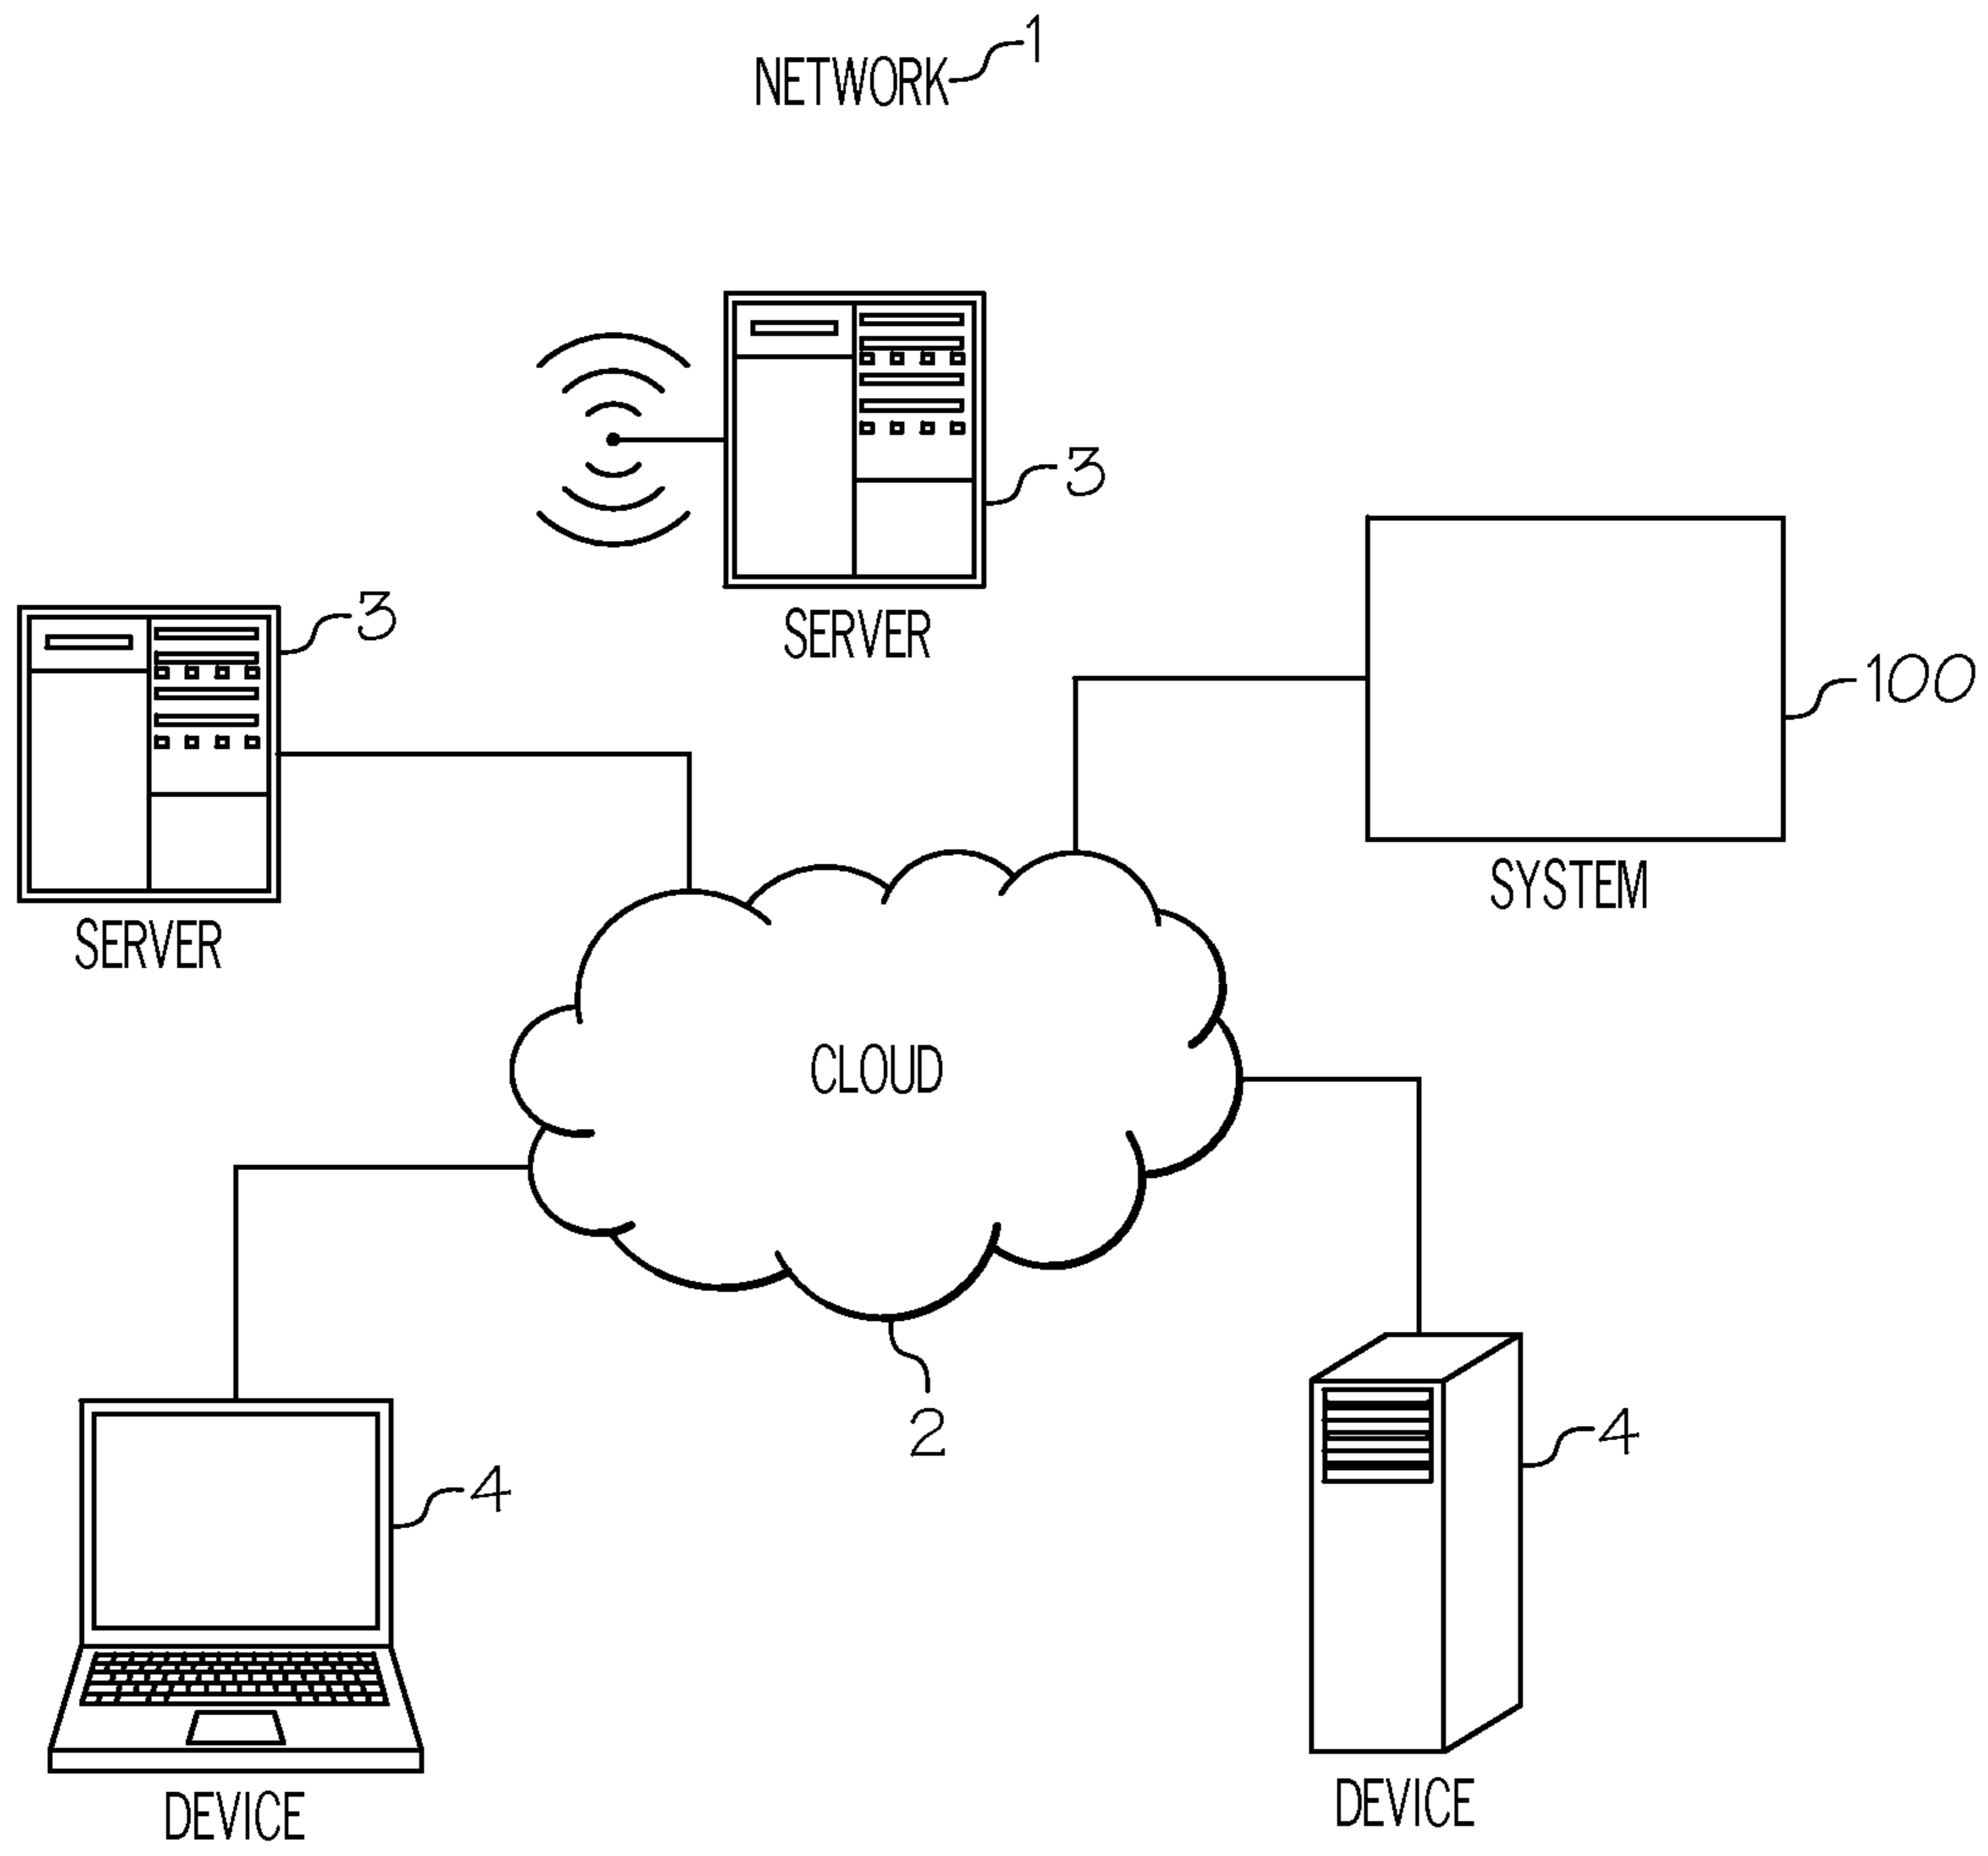 NETWORK 1
3
SERVER
3
SERVER
100
SYSTEM
CLOUD
2
4
DEVICE
4
DEVICE